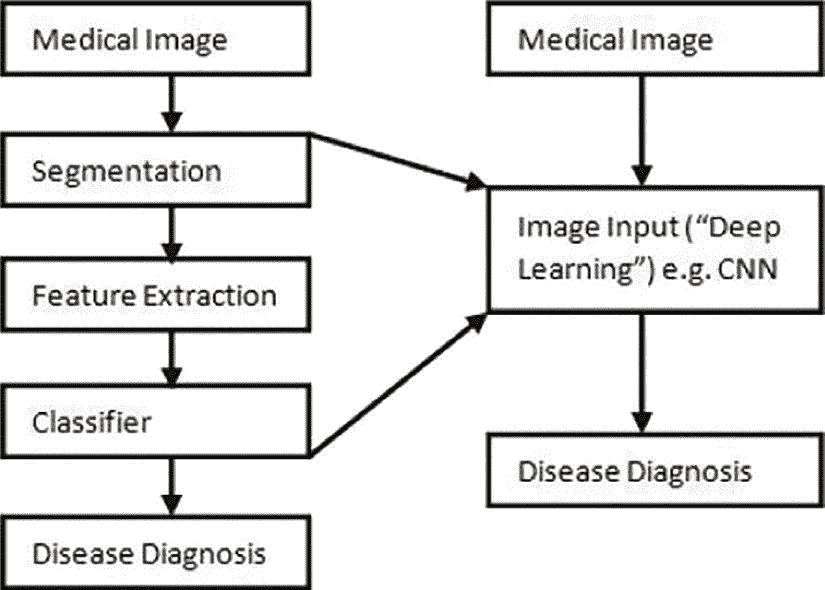 Medical Image
Segmentation
Feature Extraction
Classifier
Disease Diagnosis
Medical Image
Image Input (“Deep
Learning”) e.g. CNN
Disease Diagnosis